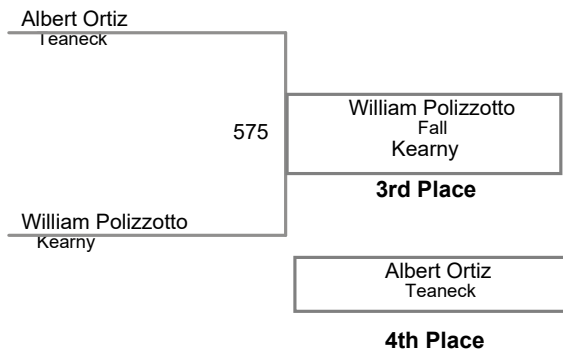 Albert Ortiz
Teaneck
575
William Polizzotto
Fall
Kearny
3rd Place
William Polizzotto
Kearny
Albert Ortiz
Teaneck
4th Place